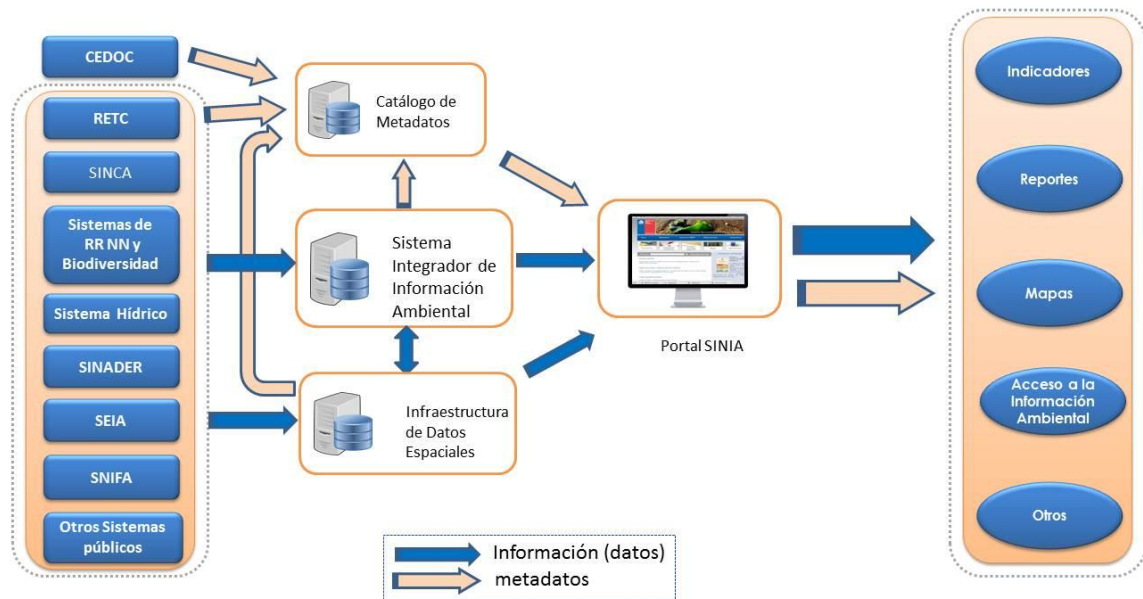 CEDOC
RETC
SINCA
Sistemas de
RR NN y
Biodiversidad
Sistema Hídrico
SINADER
SEIA
SNIFA
Otros Sistemas
públicos
Catálogo de
Metadatos
Sistema
Integrador de
Información
Ambiental
Infraestructura
de Datos
Espaciales
Portal SINIA
Indicadores
Reportes
Mapas
Acceso a la
Información
Ambiental
Otros
Información (datos)
metadatos